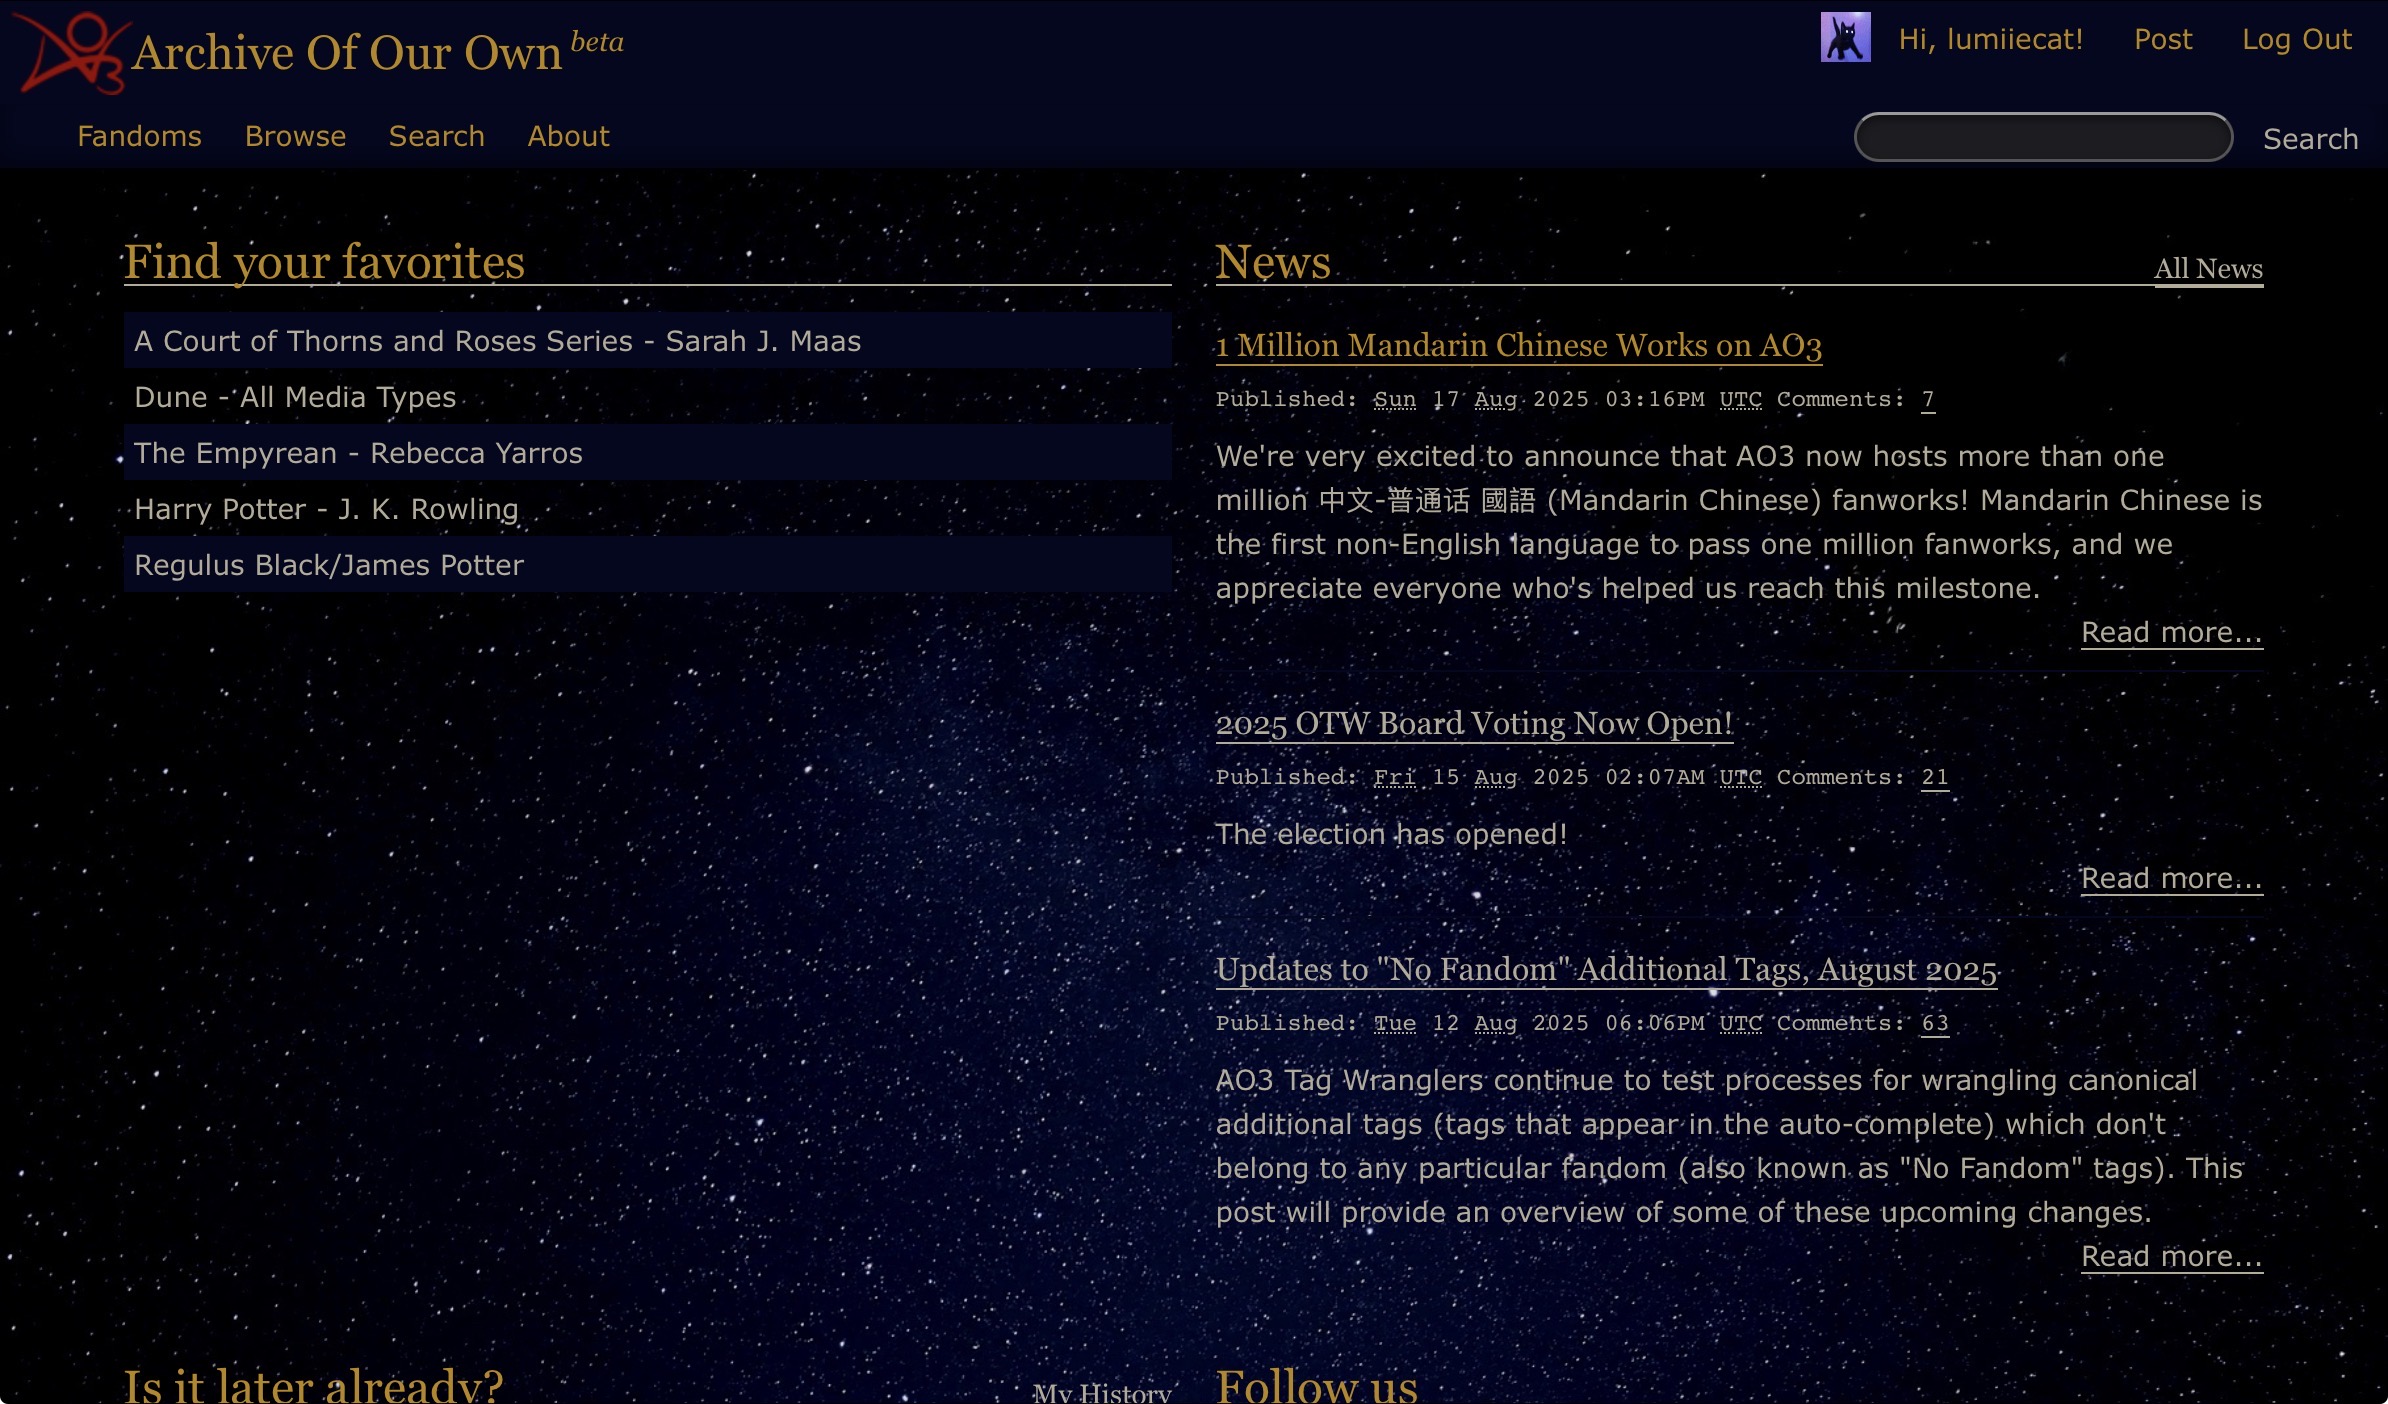 Archive Of Our Own beta
Hi, lumiiecat! Post Log Out
Fandoms Browse Search About
Search
Find your favorites
A Court of Thorns and Roses Series - Sarah J. Maas
Dune - All Media Types
The Empyrean - Rebecca Yarros
Harry Potter - J. K. Rowling
Regulus Black/James Potter
News
All News
1 Million Mandarin Chinese Works on AO3
Published: Sun 17 Aug 2025 03:16PM UTC Comments: 7
We're very excited to announce that AO3 now hosts more than one
million 中文-普通话 國語 (Mandarin Chinese) fanworks! Mandarin Chinese is
the first non-English language to pass one million fanworks, and we
appreciate everyone who's helped us reach this milestone.
Read more...
2025 OTW Board Voting Now Open!
Published: Fri 15 Aug 2025 02:07AM UTC Comments: 21
The election has opened!
Read more...
Updates to "No Fandom" Additional Tags, August 2025
Published: Tue 12 Aug 2025 06:06PM UTC Comments: 63
AO3 Tag Wranglers continue to test processes for wrangling canonical
additional tags (tags that appear in the auto-complete) which don't
belong to any particular fandom (also known as "No Fandom" tags). This
post will provide an overview of some of these upcoming changes.
Read more...
Is it later already?
My History
Follow us